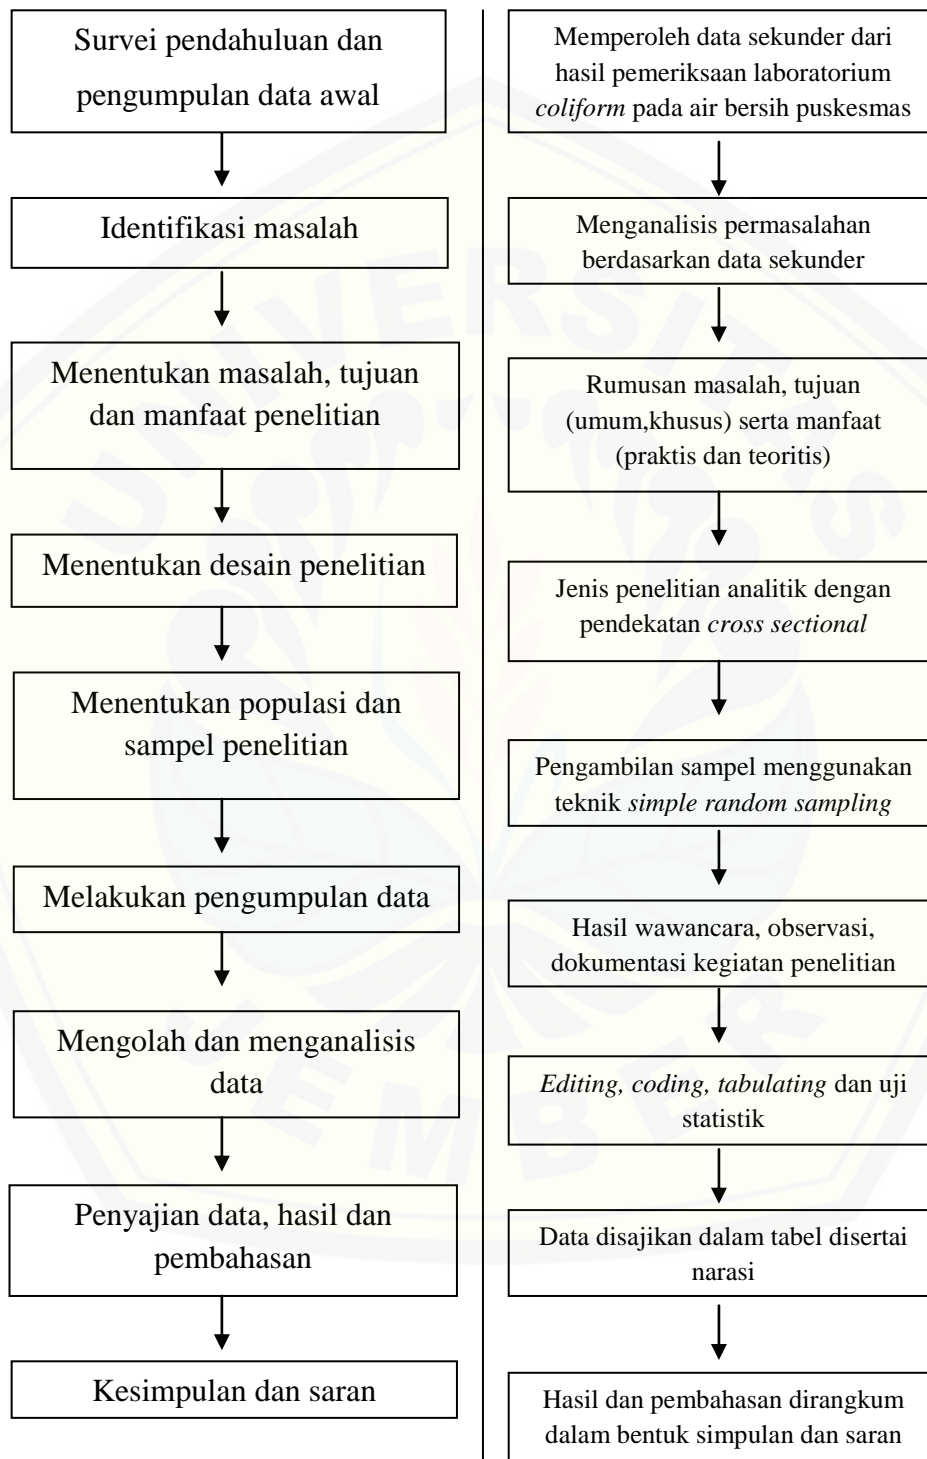 Survei pendahuluan dan
pengumpulan data awal
Identifikasi masalah
Menentukan masalah, tujuan
dan manfaat penelitian
Menentukan desain penelitian
Menentukan populasi dan
sampel penelitian
Melakukan pengumpulan data
Mengolah dan menganalisis
data
Penyajian data, hasil dan
pembahasan
Kesimpulan dan saran
Memperoleh data sekunder dari
hasil pemeriksaan laboratorium
coliform pada air bersih puskesmas
Menganalisis permasalahan
berdasarkan data sekunder
Rumusan masalah, tujuan
(umum,khusus) serta manfaat
(praktis dan teoritis)
Jenis penelitian analitik dengan
pendekatan cross sectional
Pengambilan sampel menggunakan
teknik simple random sampling
Hasil wawancara, observasi,
dokumentasi kegiatan penelitian
Editing, coding, tabulating dan uji
statistik
Data disajikan dalam tabel disertai
narasi
Hasil dan pembahasan dirangkum
dalam bentuk simpulan dan saran
UNIVERSITAS
JEMBER